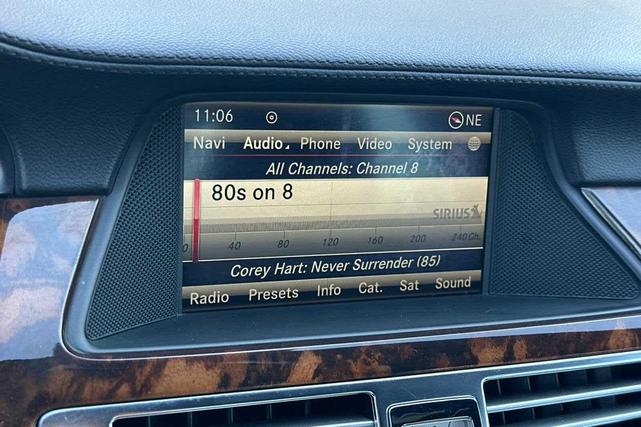 11:06 NE
Navi Audio Phone Video System
All Channels: Channel 8
80s on 8
SIRIUS
0 40 80 120 160 200 240 Ch.
Corey Hart: Never Surrender (85)
Radio Presets Info Cat. Sat Sound